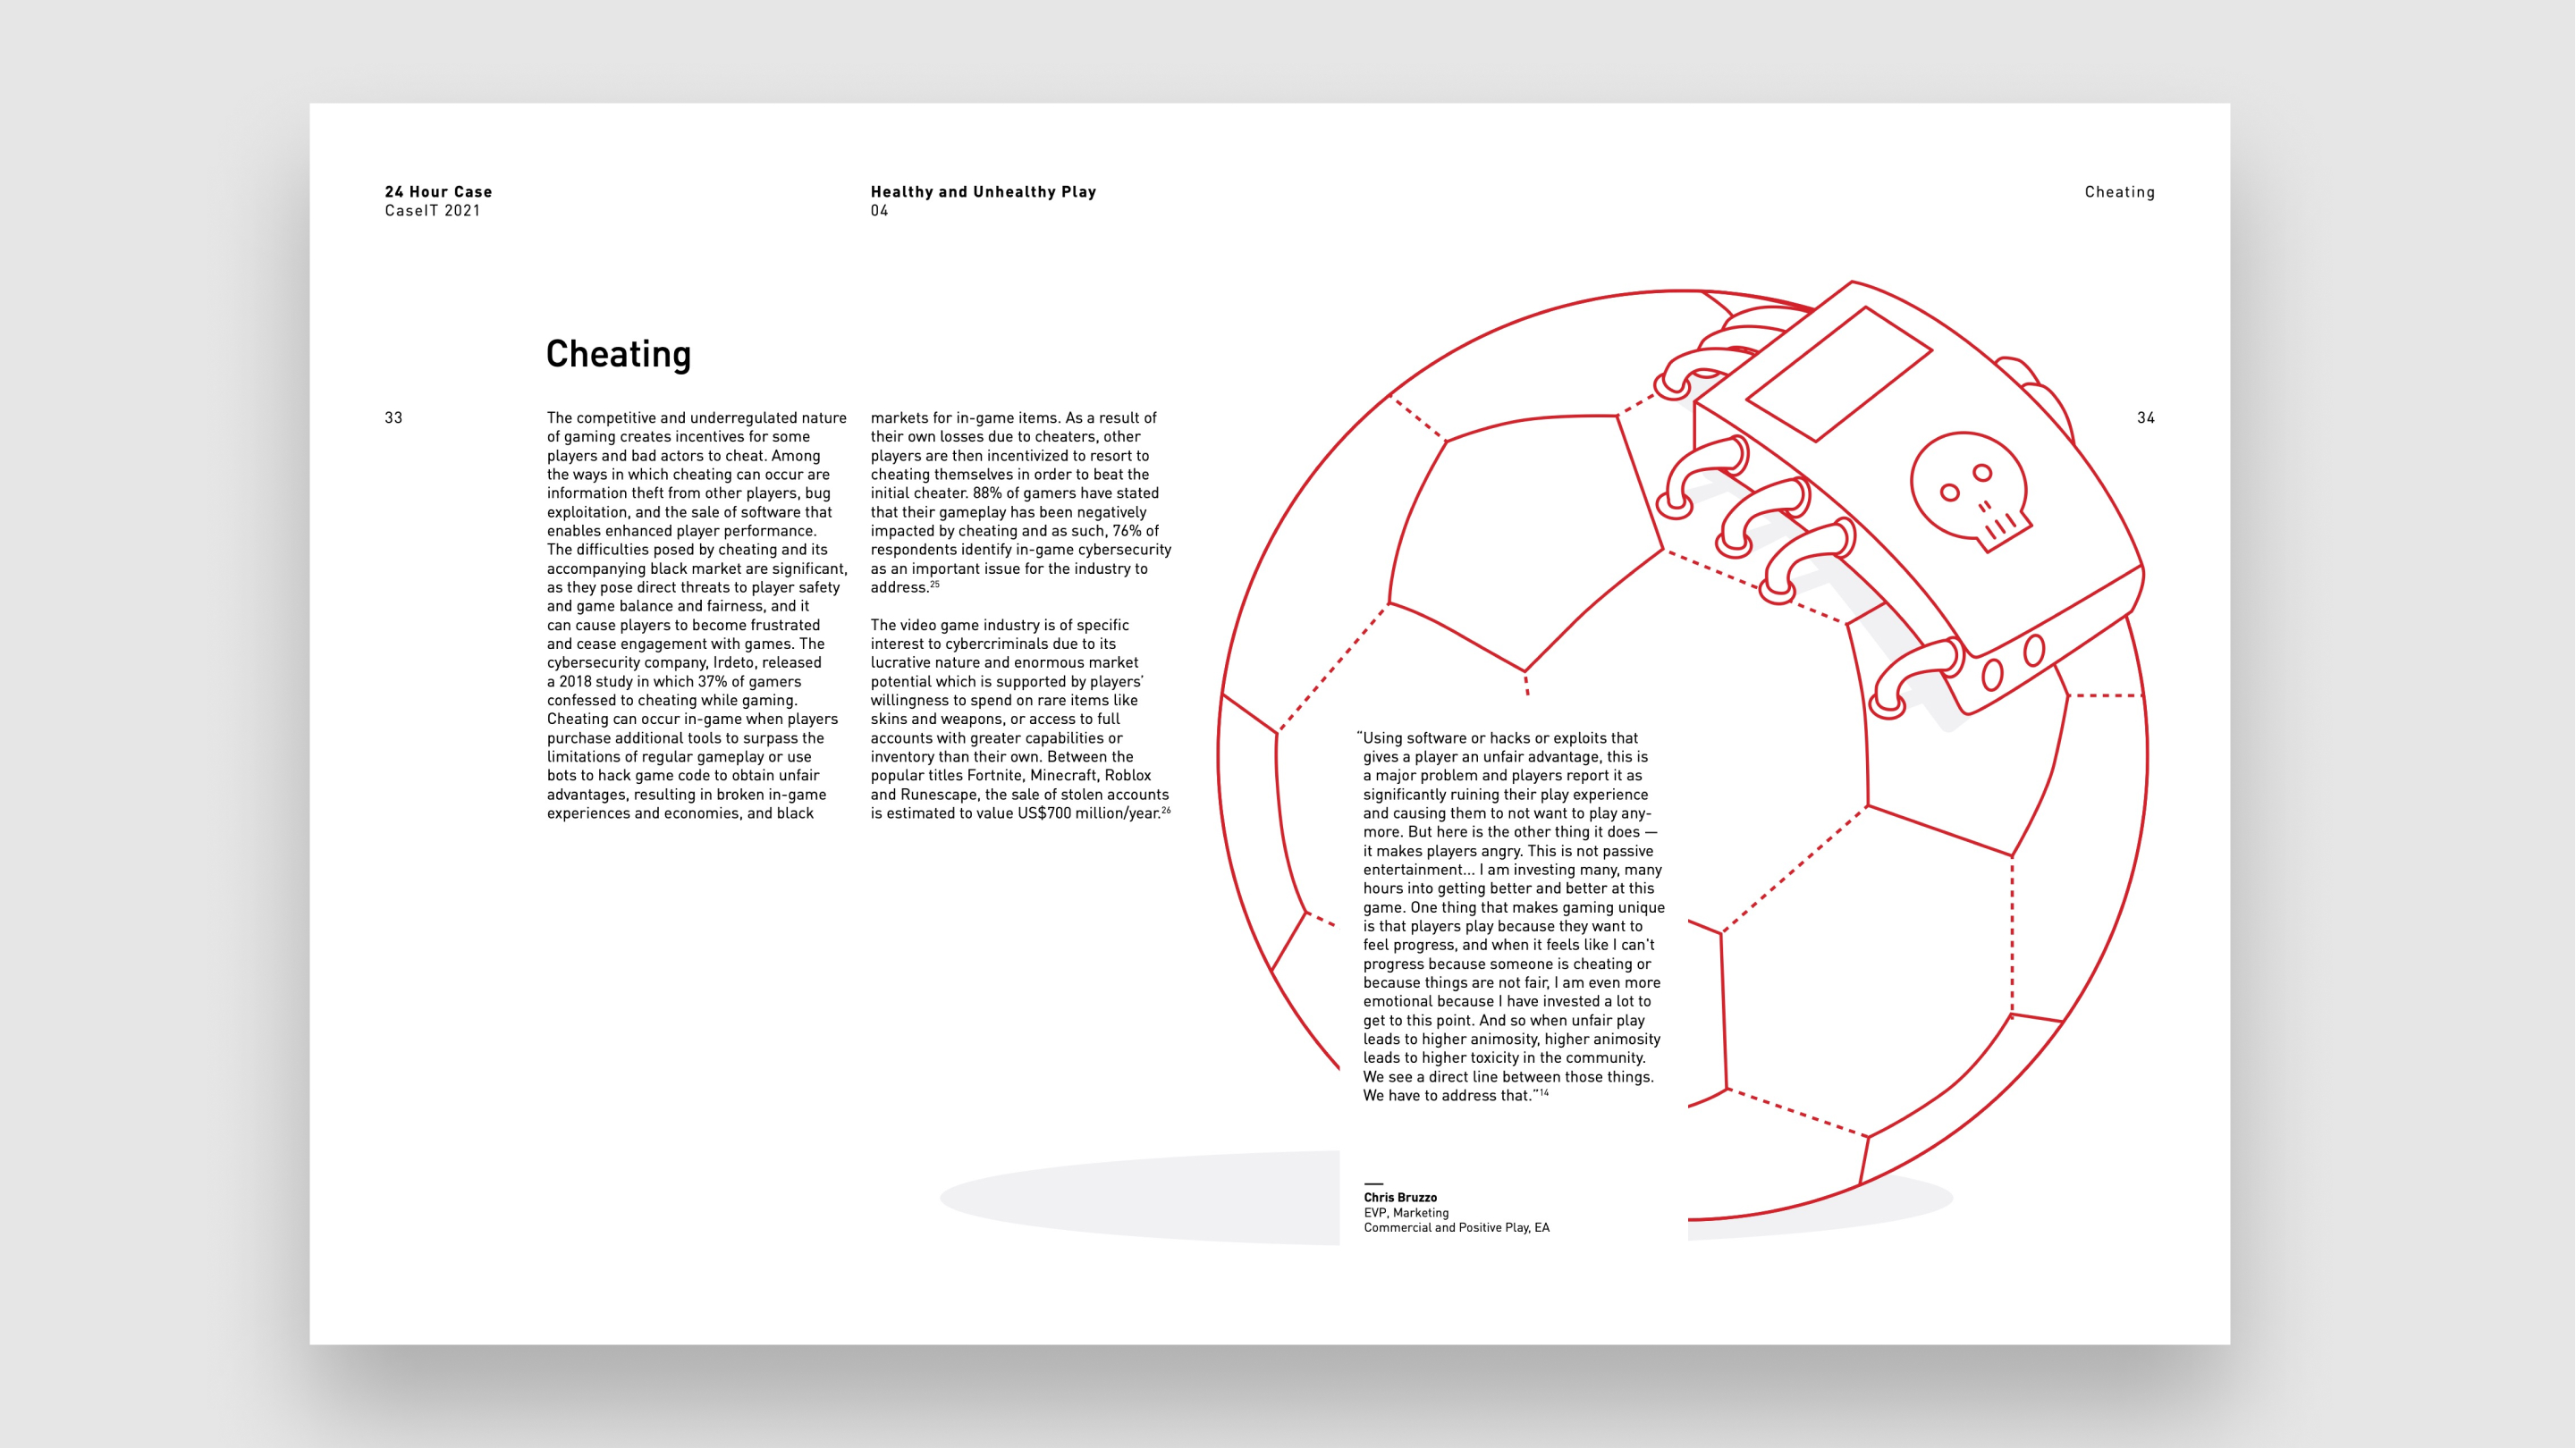 24 Hour Case
CaseIT 2021
Healthy and Unhealthy Play
04
Cheating
Cheating
33
The competitive and underregulated nature
of gaming creates incentives for some
players and bad actors to cheat. Among
the ways in which cheating can occur are
information theft from other players, bug
exploitation, and the sale of software that
enables enhanced player performance.
The difficulties posed by cheating and its
accompanying black market are significant,
as they pose direct threats to player safety
and game balance and fairness, and it
can cause players to become frustrated
and cease engagement with games. The
cybersecurity company, Irdeto, released
a 2018 study in which 37% of gamers
confessed to cheating while gaming.
Cheating can occur in-game when players
purchase additional tools to surpass the
limitations of regular gameplay or use
bots to hack game code to obtain unfair
advantages, resulting in broken in-game
experiences and economies, and black
markets for in-game items. As a result of
their own losses due to cheaters, other
players are then incentivized to resort to
cheating themselves in order to beat the
initial cheater. 88% of gamers have stated
that their gameplay has been negatively
impacted by cheating and as such, 76% of
respondents identify in-game cybersecurity
as an important issue for the industry to
address.25
The video game industry is of specific
interest to cybercriminals due to its
lucrative nature and enormous market
potential which is supported by players'
willingness to spend on rare items like
skins and weapons, or access to full
accounts with greater capabilities or
inventory than their own. Between the
popular titles Fortnite, Minecraft, Roblox
and Runescape, the sale of stolen accounts
is estimated to value US$700 million/year.26
34
"Using software or hacks or exploits that
gives a player an unfair advantage, this is
a major problem and players report it as
significantly ruining their play experience
and causing them to not want to play any-
more. But here is the other thing it does —
it makes players angry. This is not passive
entertainment... I am investing many, many
hours into getting better and better at this
game. One thing that makes gaming unique
is that players play because they want to
feel progress, and when it feels like I can't
progress because someone is cheating or
because things are not fair, I am even more
emotional because I have invested a lot to
get to this point. And so when unfair play
leads to higher animosity, higher animosity
leads to higher toxicity in the community.
We see a direct line between those things.
We have to address that."14
Chris Bruzzo
EVP, Marketing
Commercial and Positive Play, EA